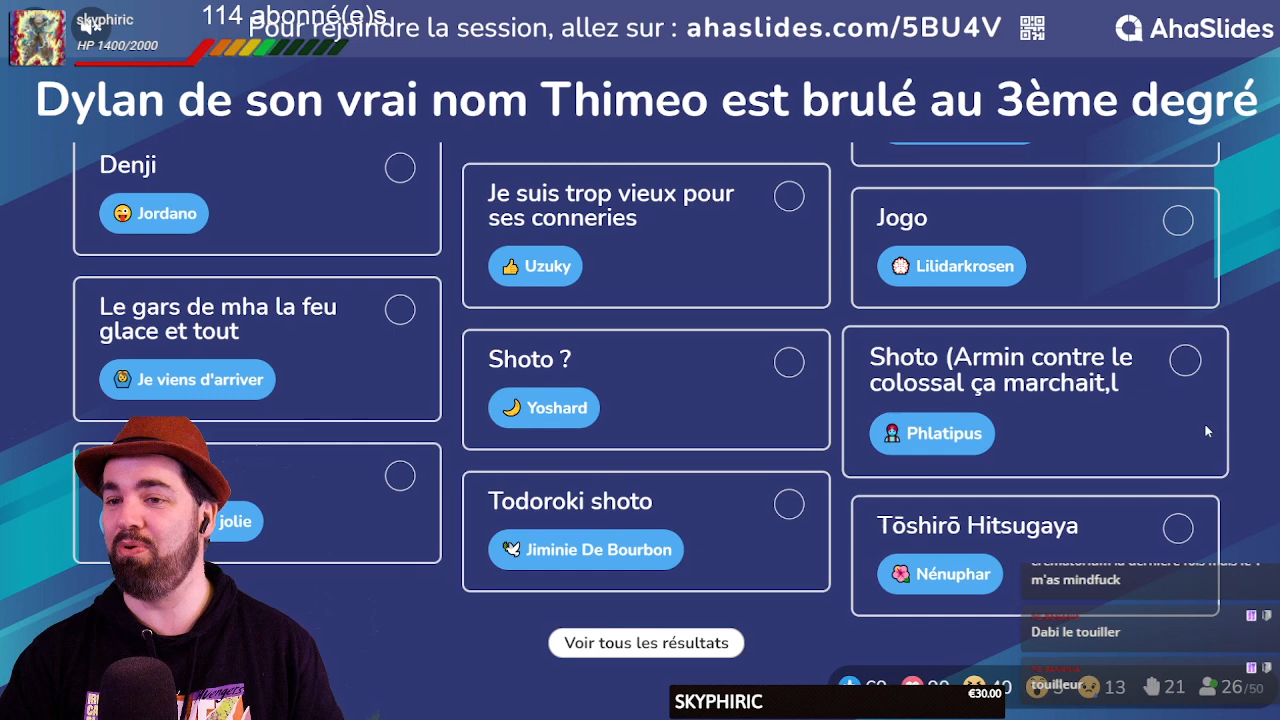 114 abonné(e)s
skyphiric
HP 1400/2000
Pour rejoindre la session, allez sur : ahaslides.com/5BU4V
AhaSlides
Dylan de son vrai nom Thimeo est brulé au 3ème degré
Denji
Jordano
Le gars de mha la feu
glace et tout
Je viens d'arriver
jolie
Je suis trop vieux pour
ses conneries
Uzuky
Shoto ?
Yoshard
Todoroki shoto
Jiminie De Bourbon
Jogo
Lilidarkrosen
Shoto (Armin contre le
colossal ça marchait,l
Phlatipus
Tōshirō Hitsugaya
Nénuphar
m'as mindfuck
Dabi le touiller
touilleur
Voir tous les résultats
13
21
26/50
SKYPHIRIC
€30.00
Avengers